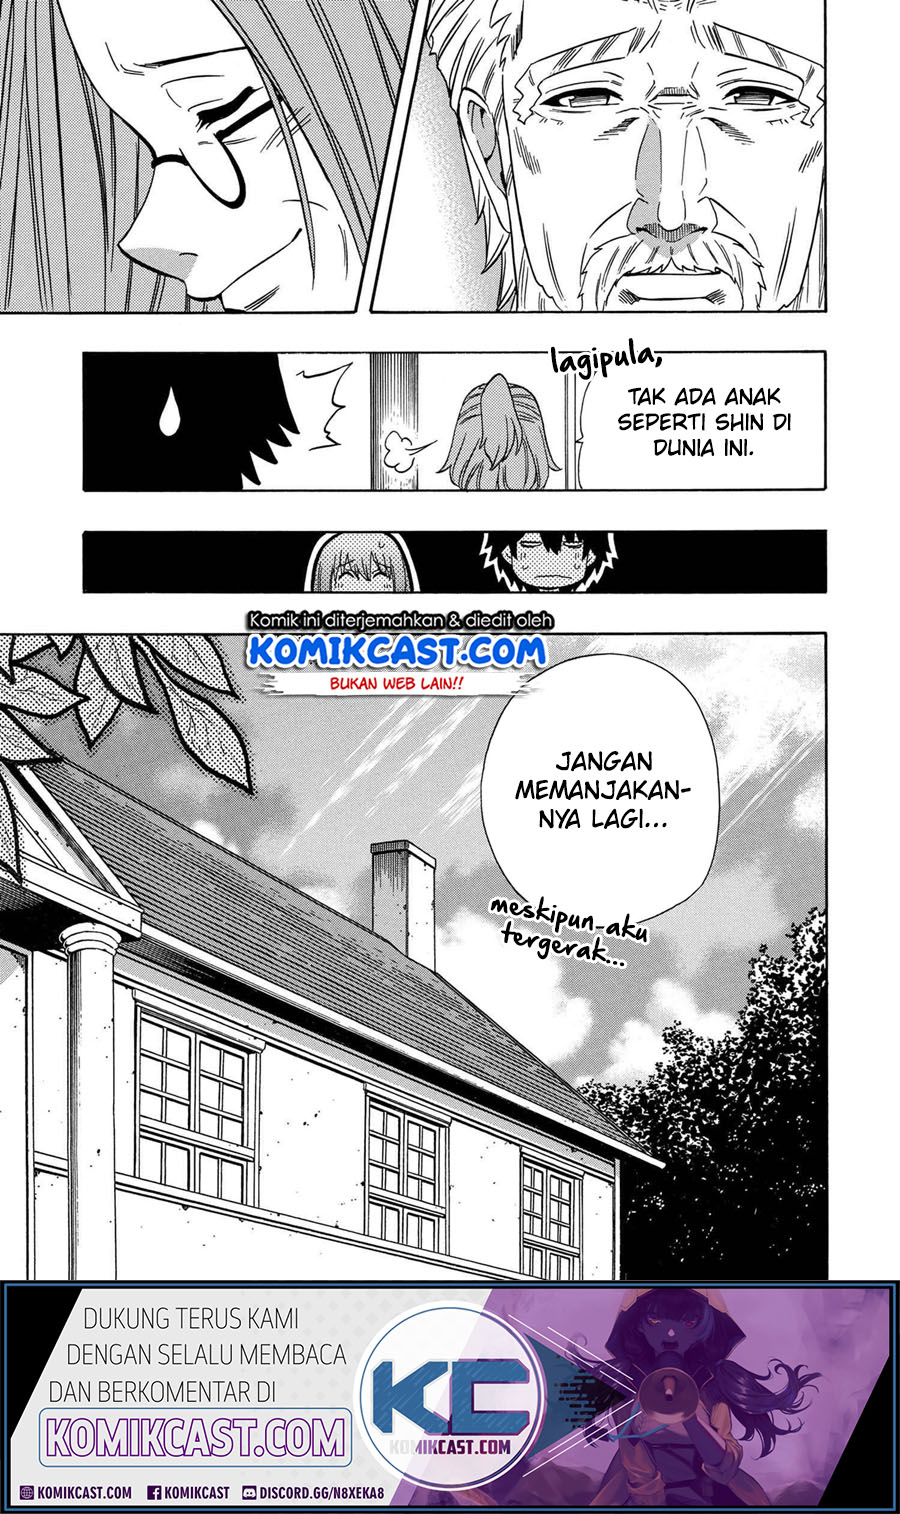 lagipula,
TAK ADA ANAK
SEPERTI SHIN DI
DUNIA INI.
Komik ini diterjemahkan & diedit oleh
KOMIKCAST.COM
BUKAN WEB LAIN!!
JANGAN
MEMANJAKAN-
NYA LAGI...
meskipun aku
tergerak...
DUKUNG TERUS KAMI
DENGAN SELALU MEMBACA
DAN BERKOMENTAR DI
KOMIKCAST.COM
KC
KOMIKCAST.COM
KOMIKCAST.COM KOMIKCAST DISCORD.GG/N8XEKA8